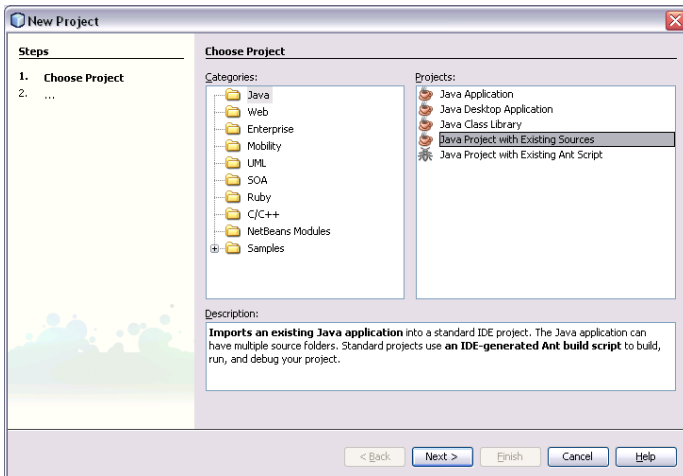 New Project
Steps
1. Choose Project
2. ...
Choose Project
Categories:
Java
Web
Enterprise
Mobility
UML
SOA
Ruby
C/C++
NetBeans Modules
Samples
Projects:
Java Application
Java Desktop Application
Java Class Library
Java Project with Existing Sources
Java Project with Existing Ant Script
Description:
Imports an existing Java application into a standard IDE project. The Java application can
have multiple source folders. Standard projects use an IDE-generated Ant build script to build,
run, and debug your project.
< Back
Next >
Finish
Cancel
Help